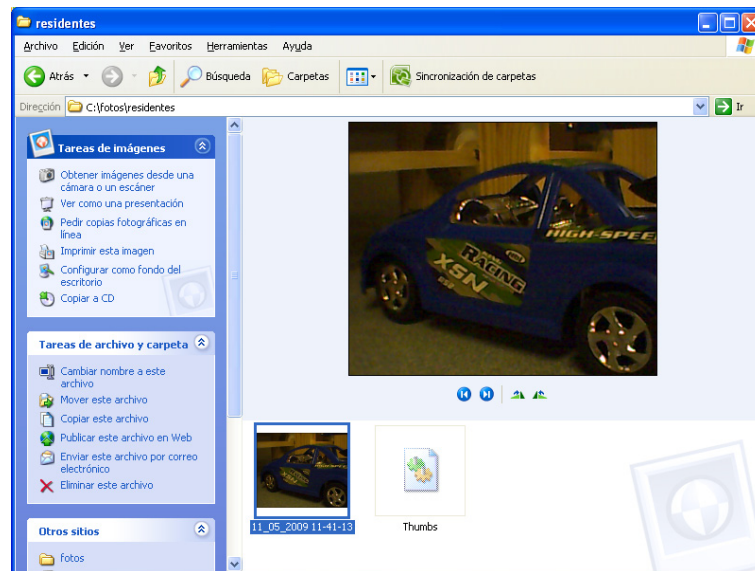 residentes
Archivo Edición Ver Favoritos Herramientas Ayuda
Atrás Búsqueda Carpetas Sincronización de carpetas
Dirección C:\fotos\residentes Ir
Tareas de imágenes
Obtener imágenes desde una
cámara o un escáner
Ver como una presentación
Pedir copias fotográficas en
línea
Imprimir esta imagen
Configurar como fondo del
escritorio
Copiar a CD
Tareas de archivo y carpeta
Cambiar nombre a este
archivo
Mover este archivo
Copiar este archivo
Publicar este archivo en Web
Enviar este archivo por correo
electrónico
Eliminar este archivo
Otros sitios
fotos
HIGH-SPEE
RACING
XSN
11_05_2009 11-41-13
Thumbs